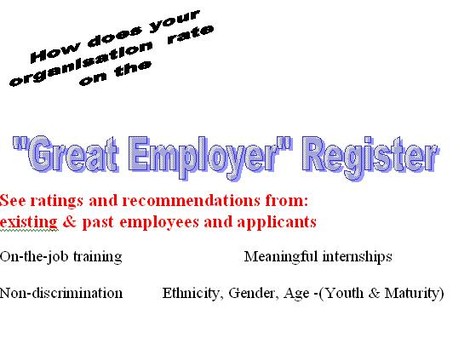 How does your
organisation rate
on the
"Great Employer" Register
See ratings and recommendations from:
existing & past employees and applicants
On-the-job training Meaningful internships
Non-discrimination Ethnicity, Gender, Age -(Youth & Maturity)